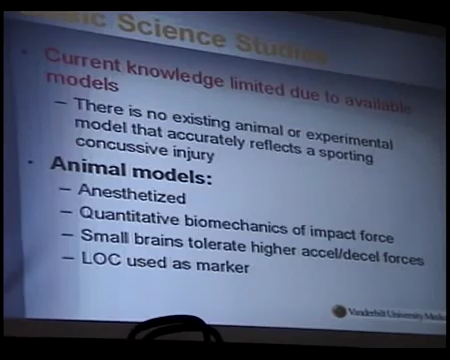 Science Studies
• Current knowledge limited due to available
models
– There is no existing animal or experimental
model that accurately reflects a sporting
concussive injury
• Animal models:
– Anesthetized
– Quantitative biomechanics of impact force
– Small brains tolerate higher accel/decel forces
– LOC used as marker
Vanderbilt University